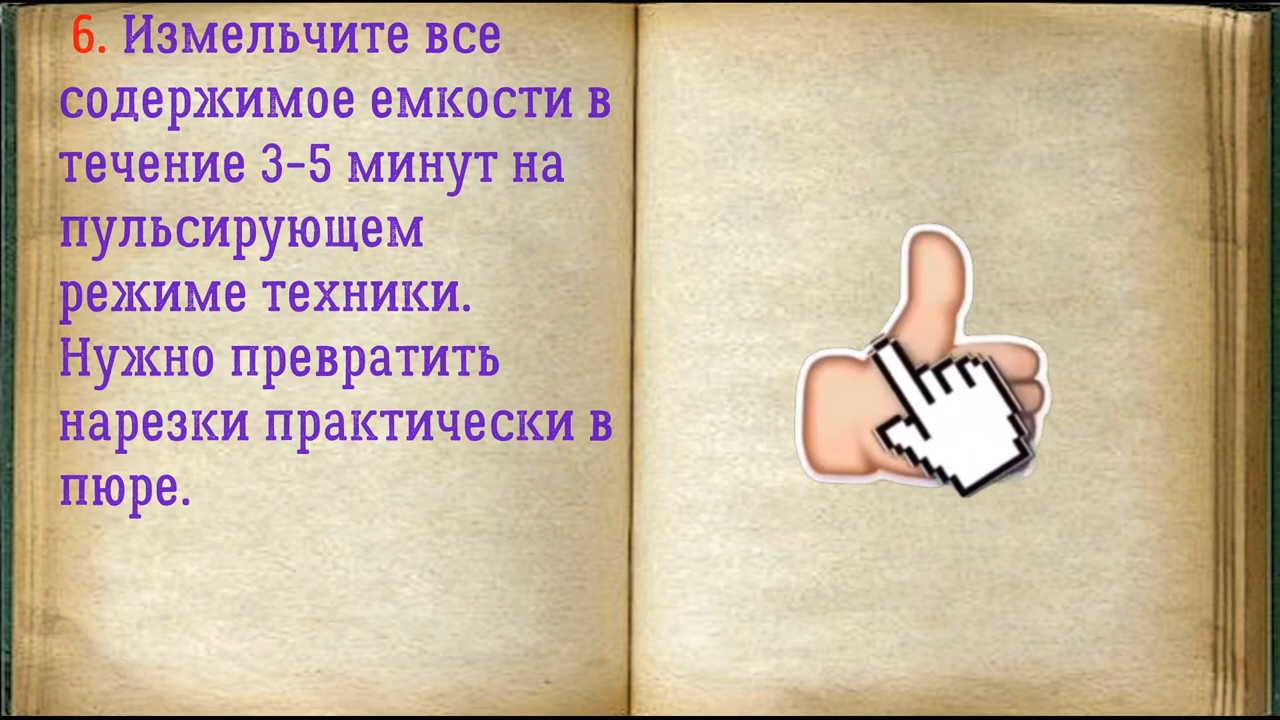 6. Измельчите все
содержимое емкости в
течение 3-5 минут на
пульсирующем
режиме техники.
Нужно превратить
нарезки практически в
пюре.